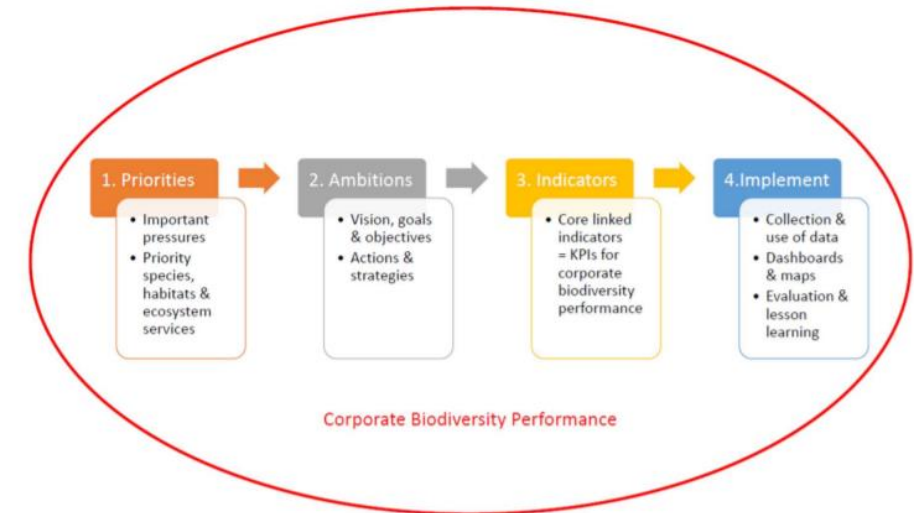 1. Priorities
• Important
pressures
• Priority
species,
habitats &
ecosystem
services
2. Ambitions
• Vision, goals
& objectives
• Actions &
strategies
3. Indicators
• Core linked
indicators
= KPIs for
corporate
biodiversity
performance
4.Implement
• Collection &
use of data
• Dashboards
& maps
• Evaluation &
lesson
learning
Corporate Biodiversity Performance